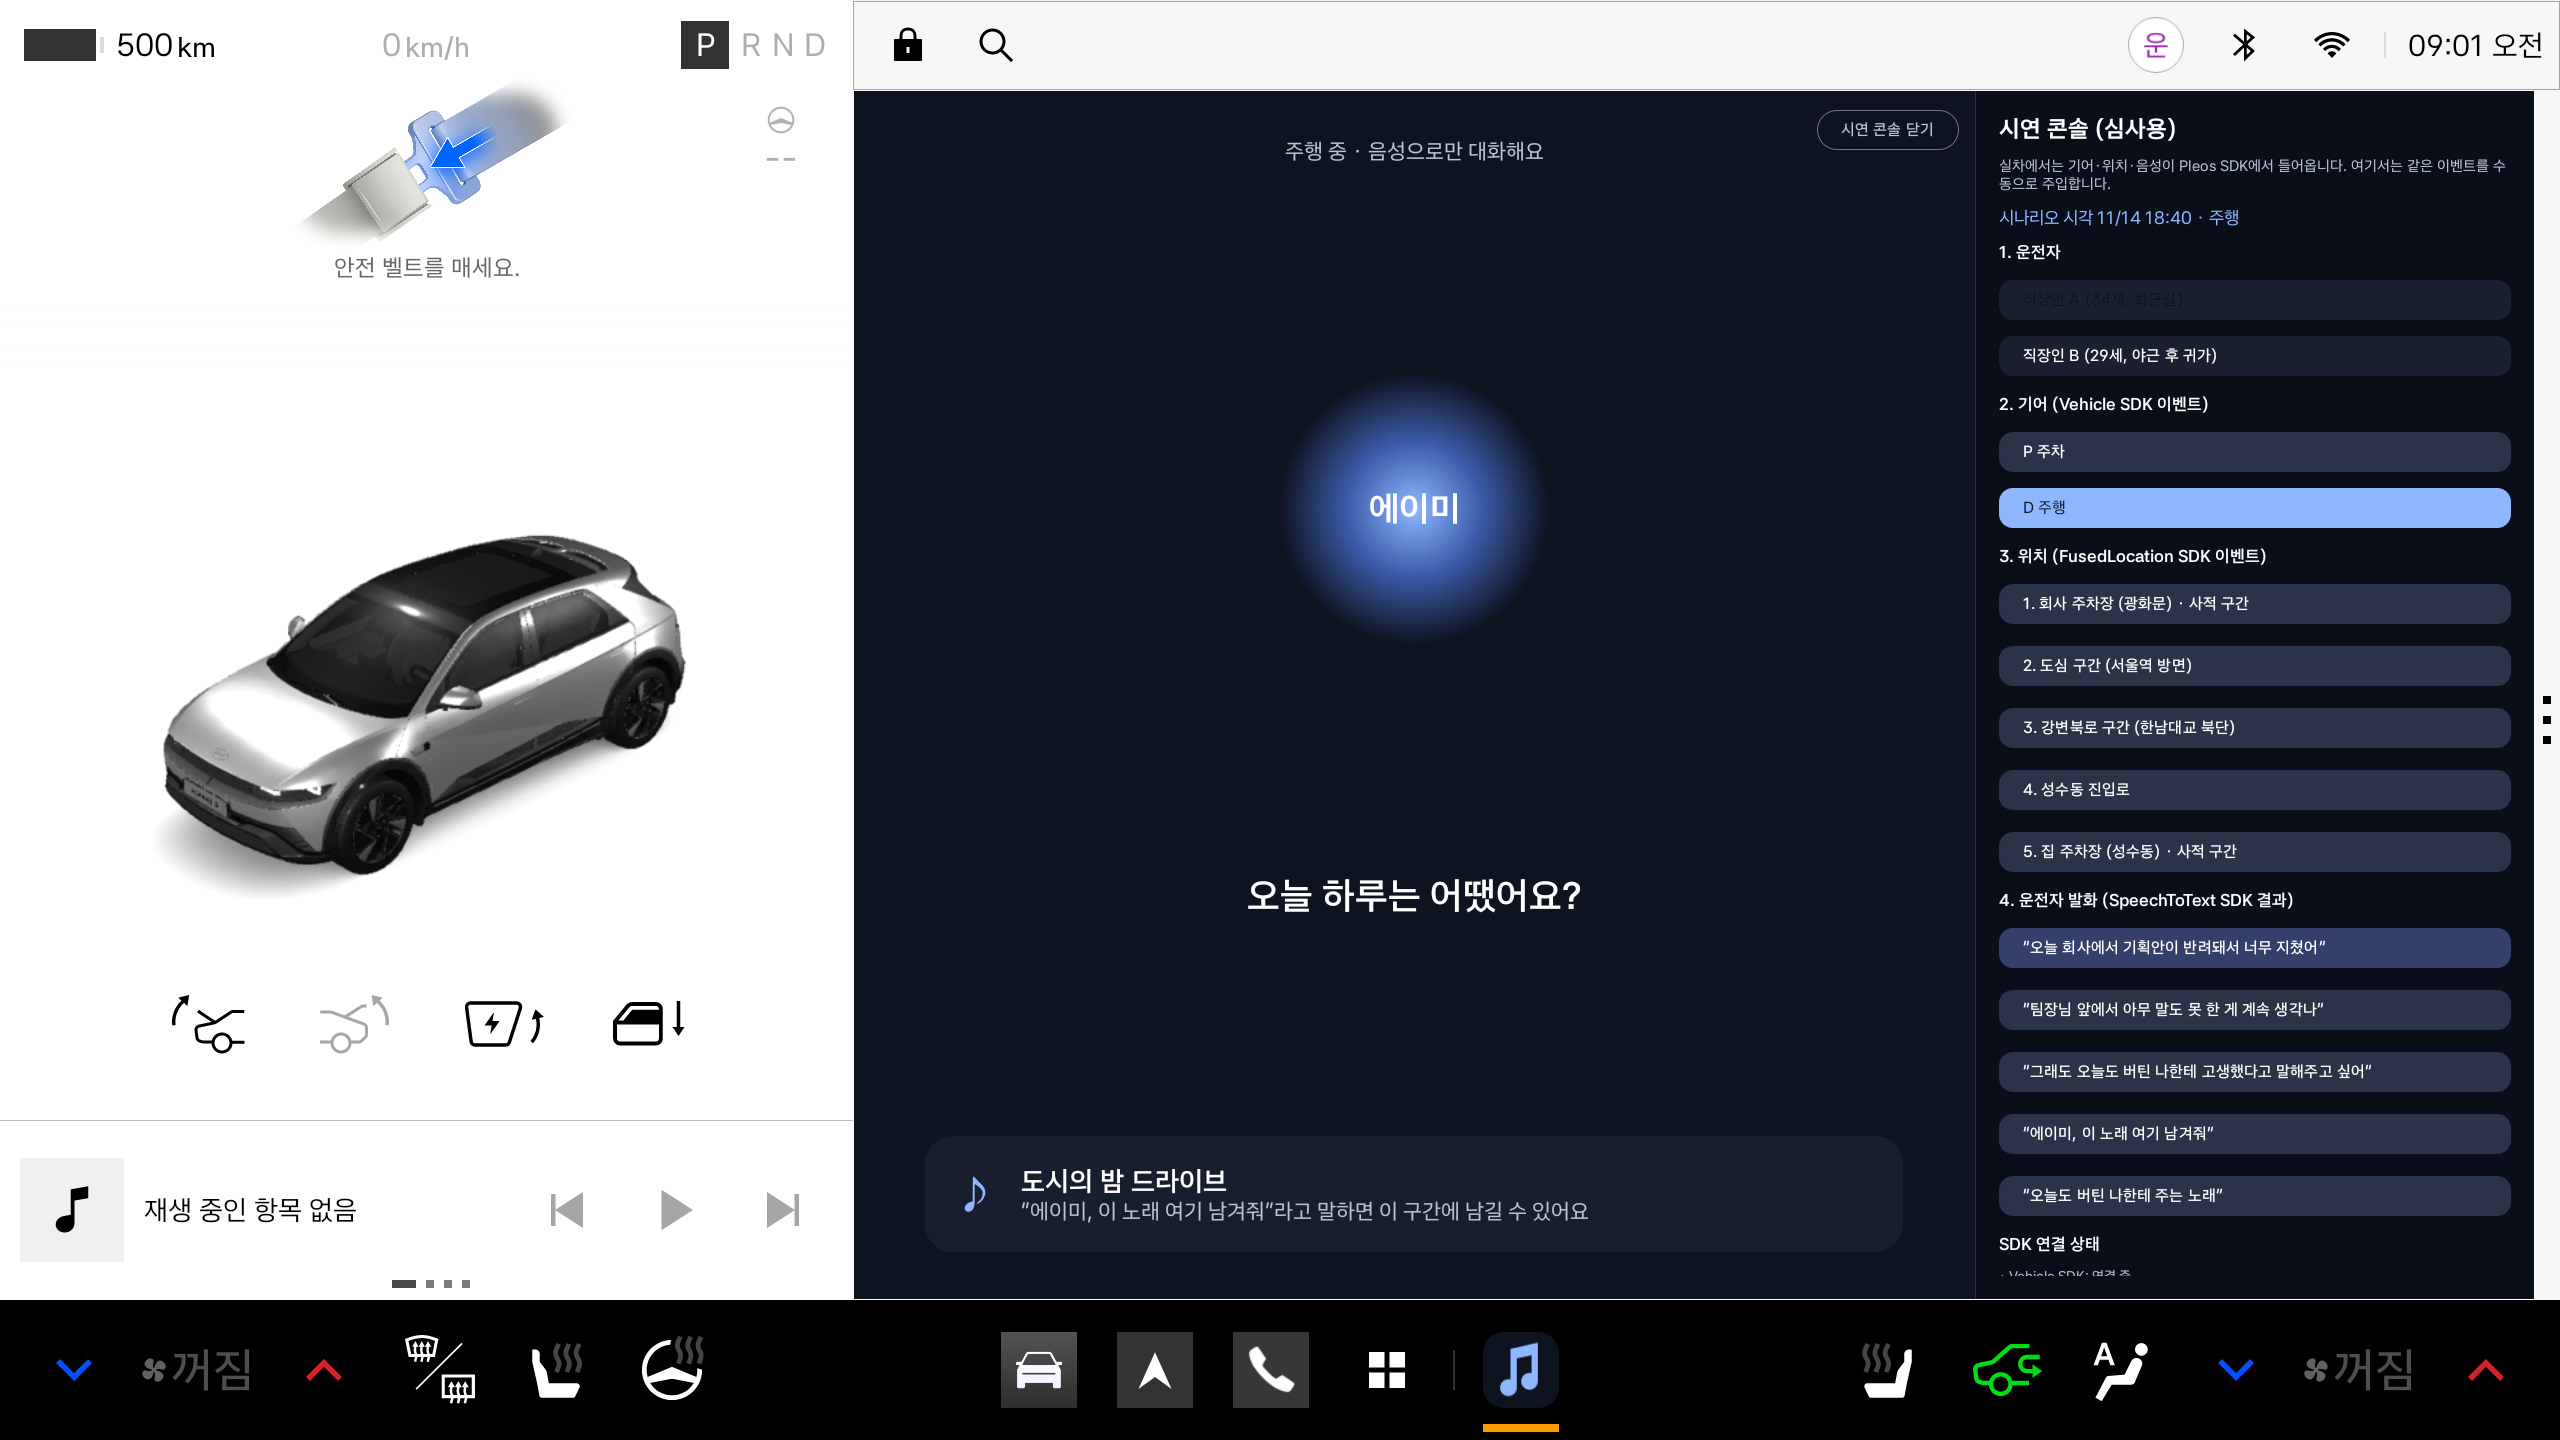 500 km
0 km/h
P R N D
안전 벨트를 매세요.
재생 중인 항목 없음
운
09:01 오전
주행 중 · 음성으로만 대화해요
시연 콘솔 닫기
에이미
오늘 하루는 어땠어요?
도시의 밤 드라이브
"에이미, 이 노래 여기 남겨줘"라고 말하면 이 구간에 남길 수 있어요
시연 콘솔 (심사용)
실차에서는 기어·위치·음성이 Pleos SDK에서 들어옵니다. 여기서는 같은 이벤트를 수
동으로 주입합니다.
시나리오 시각 11/14 18:40 · 주행
1. 운전자
직장인 A (34세, 퇴근길)
직장인 B (29세, 야근 후 귀가)
2. 기어 (Vehicle SDK 이벤트)
P 주차
D 주행
3. 위치 (FusedLocation SDK 이벤트)
1. 회사 주차장 (광화문) · 사적 구간
2. 도심 구간 (서울역 방면)
3. 강변북로 구간 (한남대교 북단)
4. 성수동 진입로
5. 집 주차장 (성수동) · 사적 구간
4. 운전자 발화 (SpeechToText SDK 결과)
"오늘 회사에서 기획안이 반려돼서 너무 지쳤어"
"팀장님 앞에서 아무 말도 못 한 게 계속 생각나"
"그래도 오늘도 버틴 나한테 고생했다고 말해주고 싶어"
"에이미, 이 노래 여기 남겨줘"
"오늘도 버틴 나한테 주는 노래"
SDK 연결 상태
꺼짐
A
꺼짐